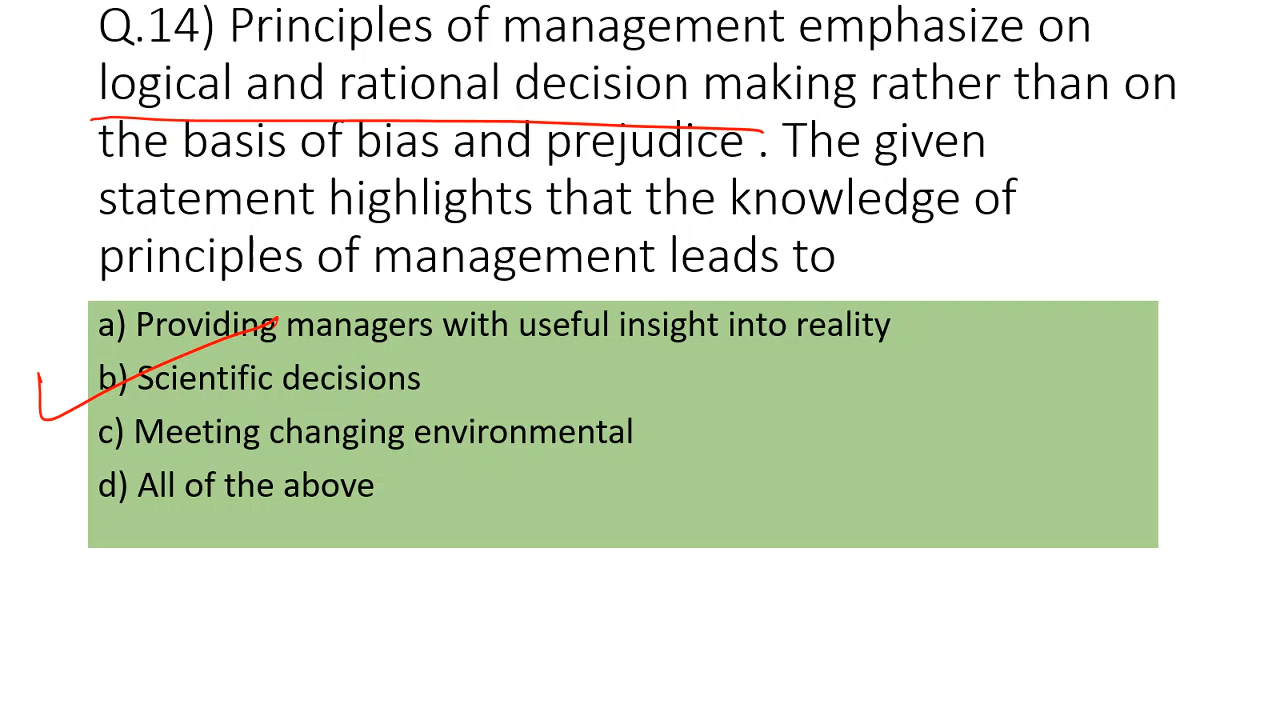 Q.14) Principles of management emphasize on
logical and rational decision making rather than on
the basis of bias and prejudice . The given
statement highlights that the knowledge of
principles of management leads to
a) Providing managers with useful insight into reality
b) Scientific decisions
c) Meeting changing environmental
d) All of the above